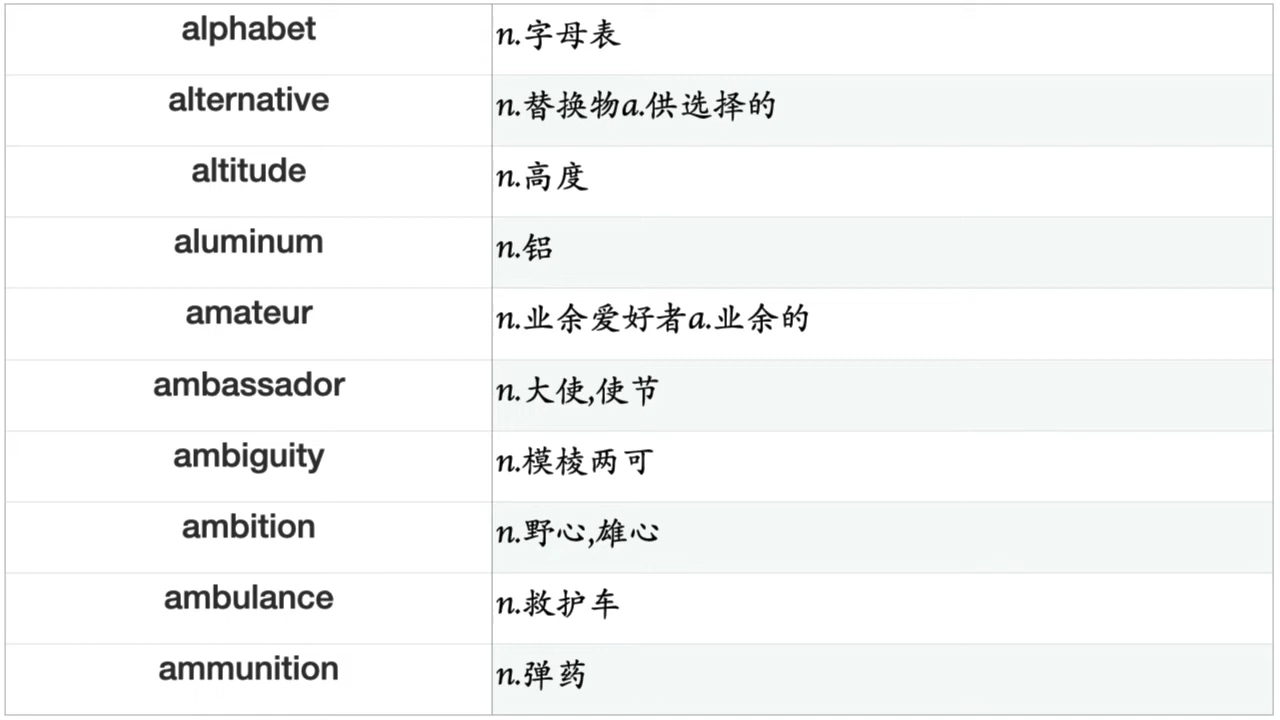 alphabet n.字母表
alternative n.替换物a.供选择的
altitude n.高度
aluminum n.铝
amateur n.业余爱好者a.业余的
ambassador n.大使,使节
ambiguity n.模棱两可
ambition n.野心,雄心
ambulance n.救护车
ammunition n.弹药